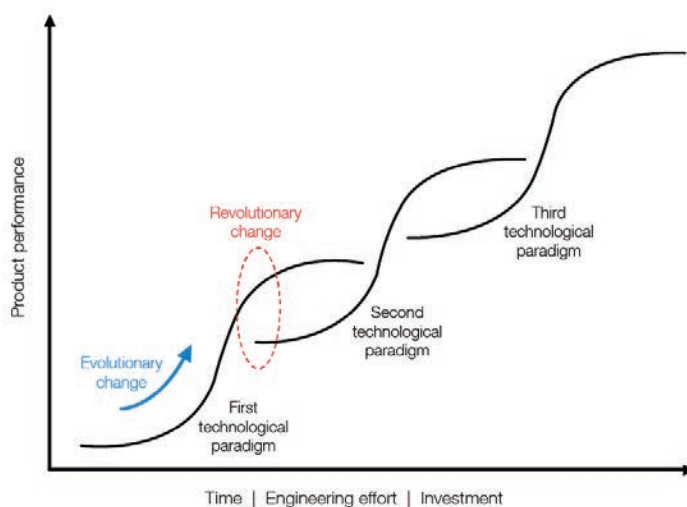 Product performance
Revolutionary
change
Evolutionary
change
First
technological
paradigm
Second
technological
paradigm
Third
technological
paradigm
Time | Engineering effort | Investment